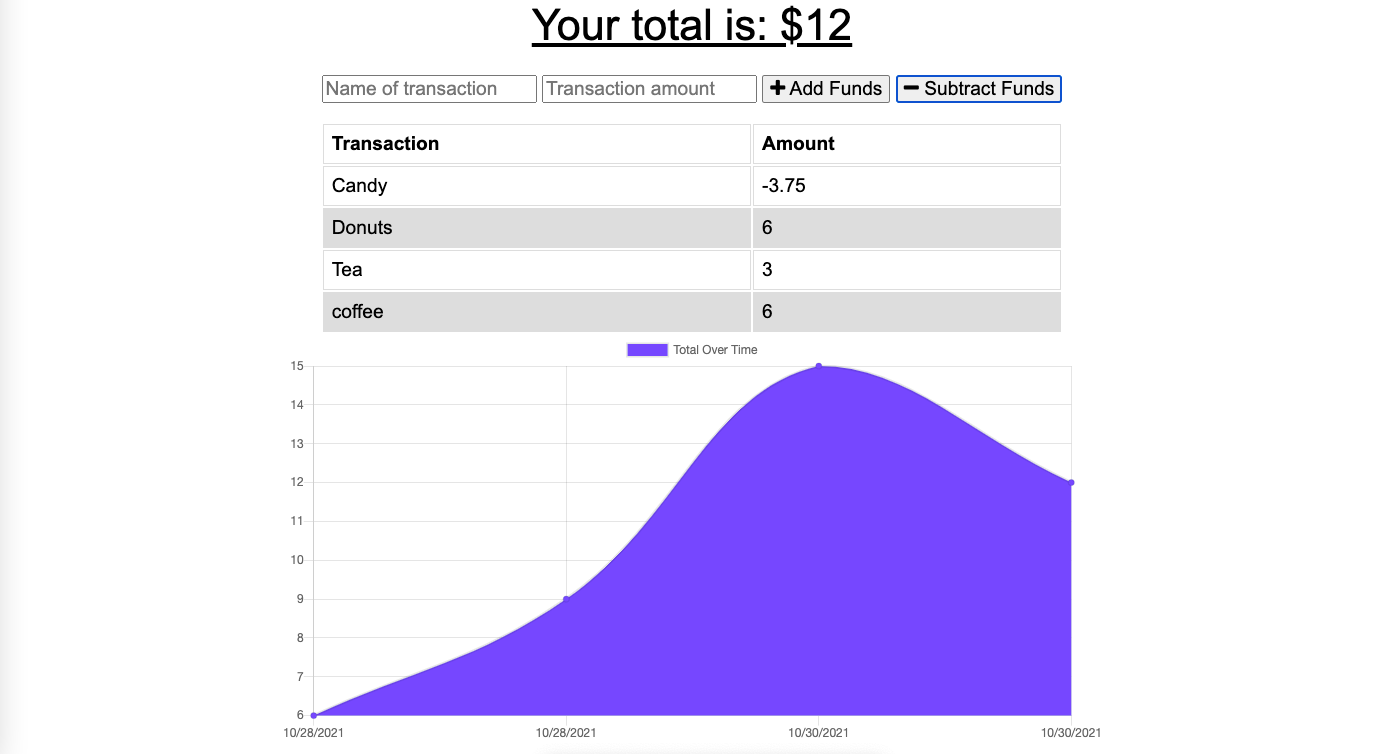 Your total is: $12
Name of transaction Transaction amount Add Funds Subtract Funds
Transaction Amount
Candy -3.75
Donuts 6
Tea 3
coffee 6
Total Over Time
15
14
13
12
11
10
9
8
7
6
10/28/2021 10/28/2021 10/30/2021 10/30/2021